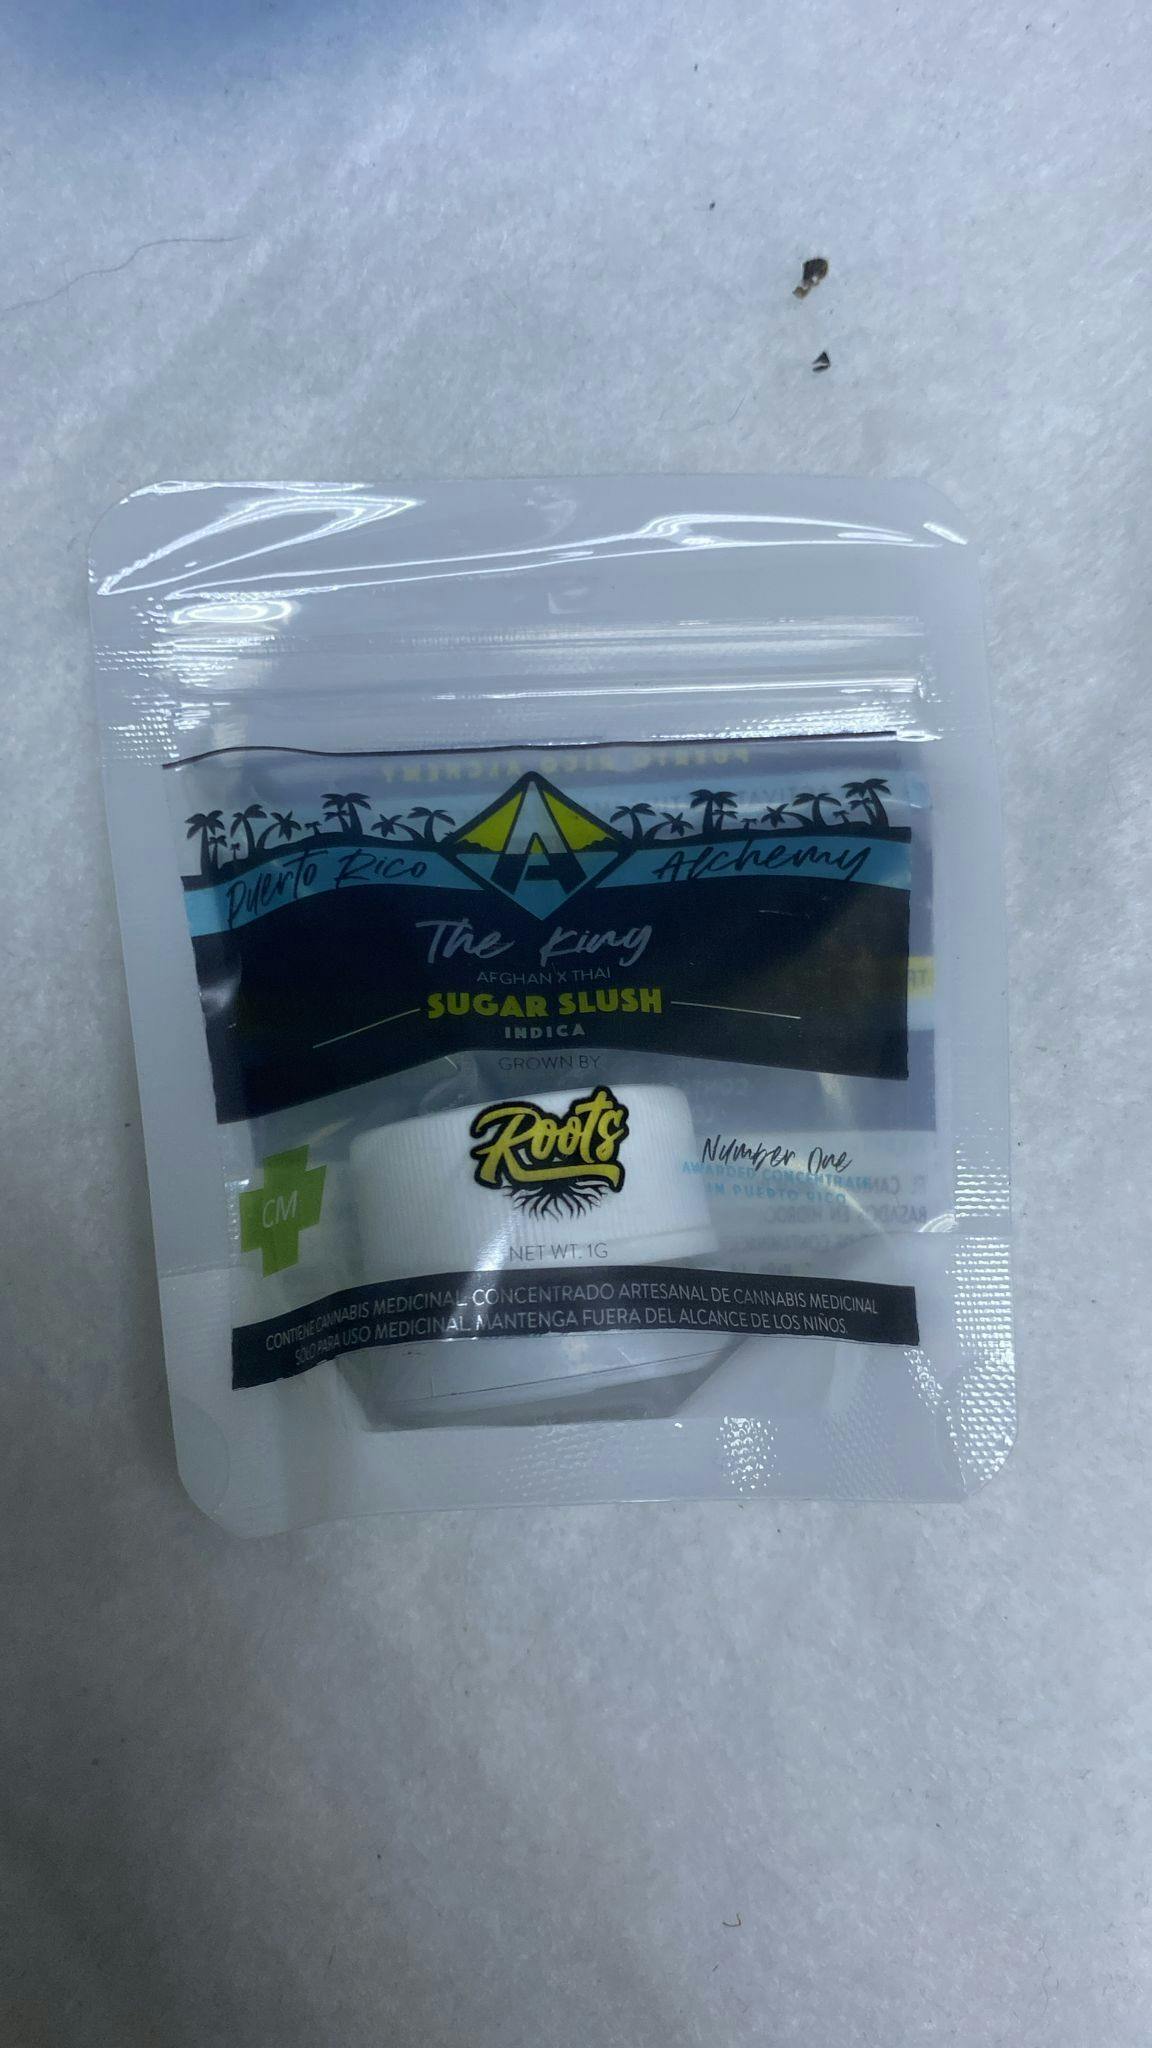 Puerto Rico A Alchemy
The King
AFGHAN X THAI
SUGAR SLUSH
INDICA
GROWN BY
Roots
CM
Number One
AWARDED CONCENTRATE
IN PUERTO RICO
NET WT. 1G
CONTIENE CANNABIS MEDICINAL. CONCENTRADO ARTESANAL DE CANNABIS MEDICINAL
SOLO PARA USO MEDICINAL. MANTENGA FUERA DEL ALCANCE DE LOS NIÑOS.